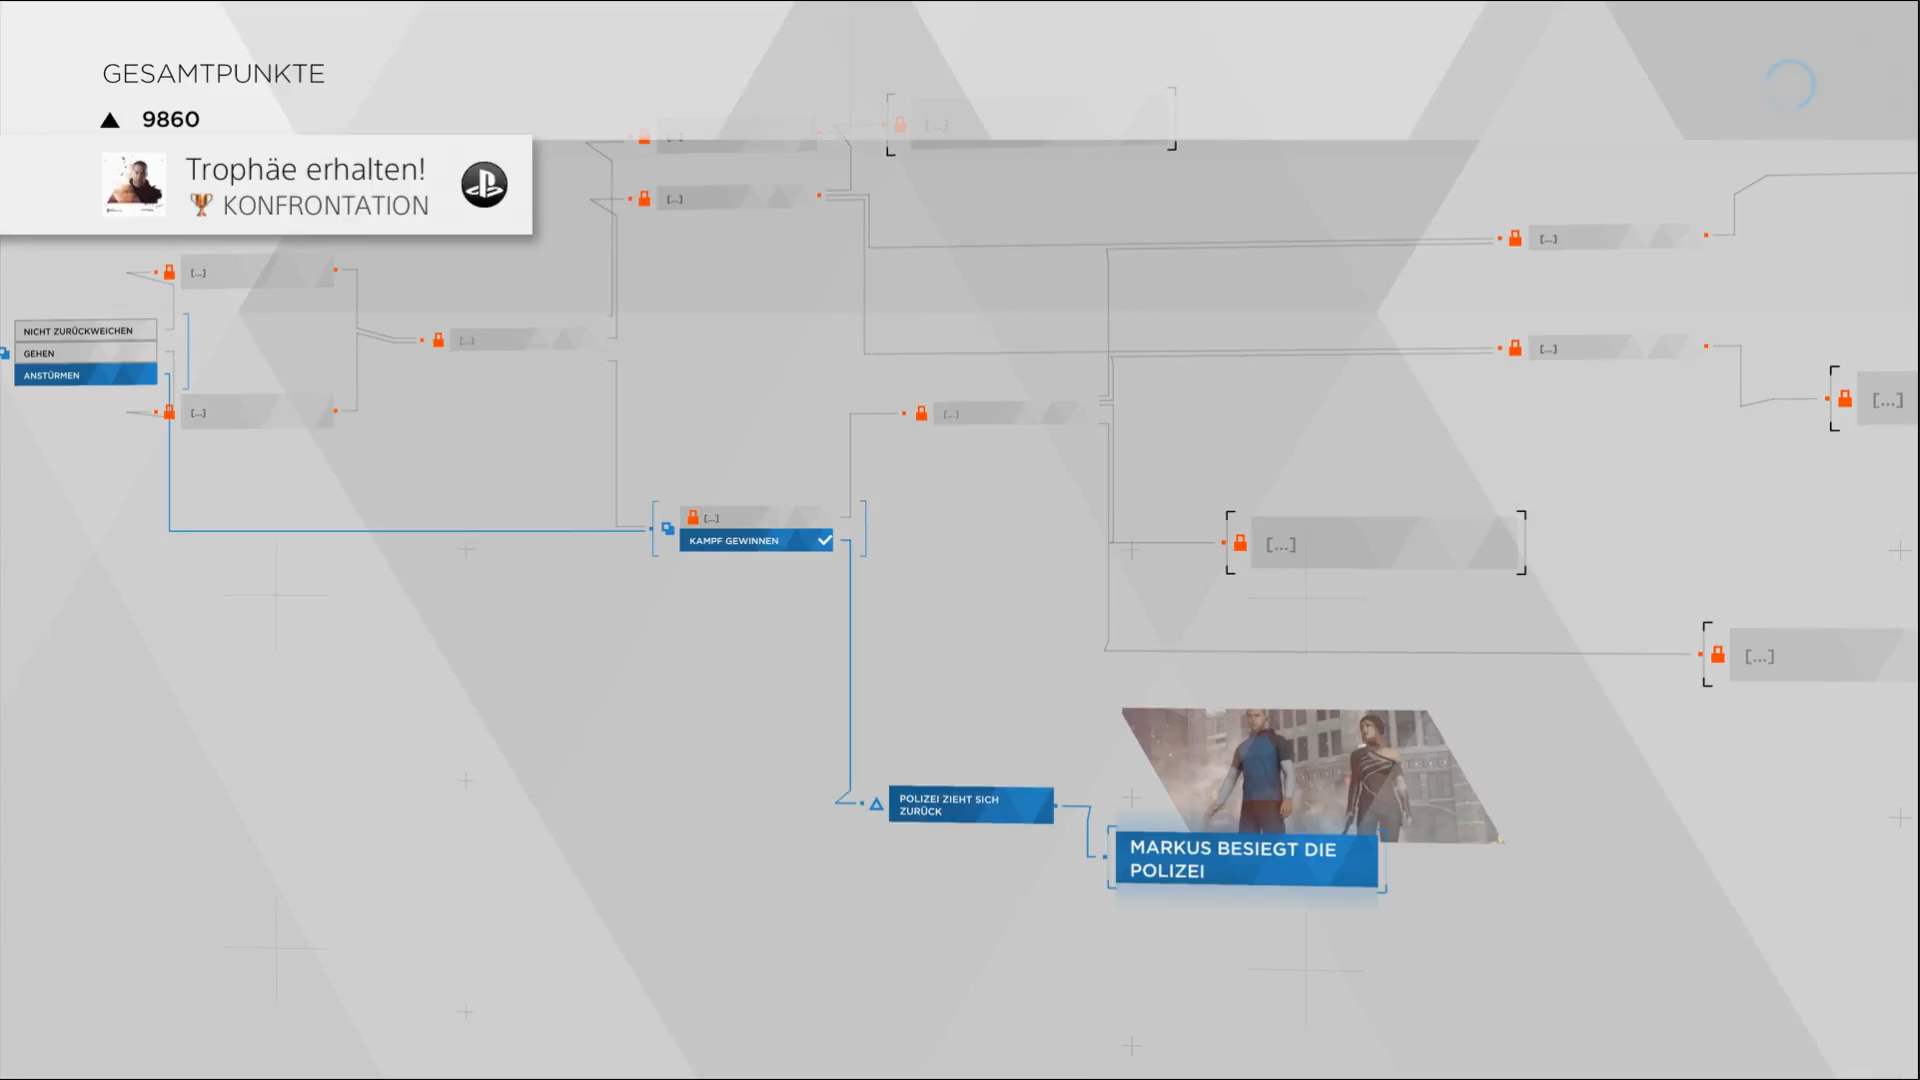 GESAMTPUNKTE
9860
Trophäe erhalten!
KONFRONTATION
[...]
[...]
[...]
[...]
[...]
NICHT ZURÜCKWEICHEN
GEHEN
ANSTÜRMEN
[...]
[...]
[...]
[...]
[...]
[...]
[...]
KAMPF GEWINNEN
[...]
[...]
POLIZEI ZIEHT SICH
ZURÜCK
MARKUS BESIEGT DIE
POLIZEI